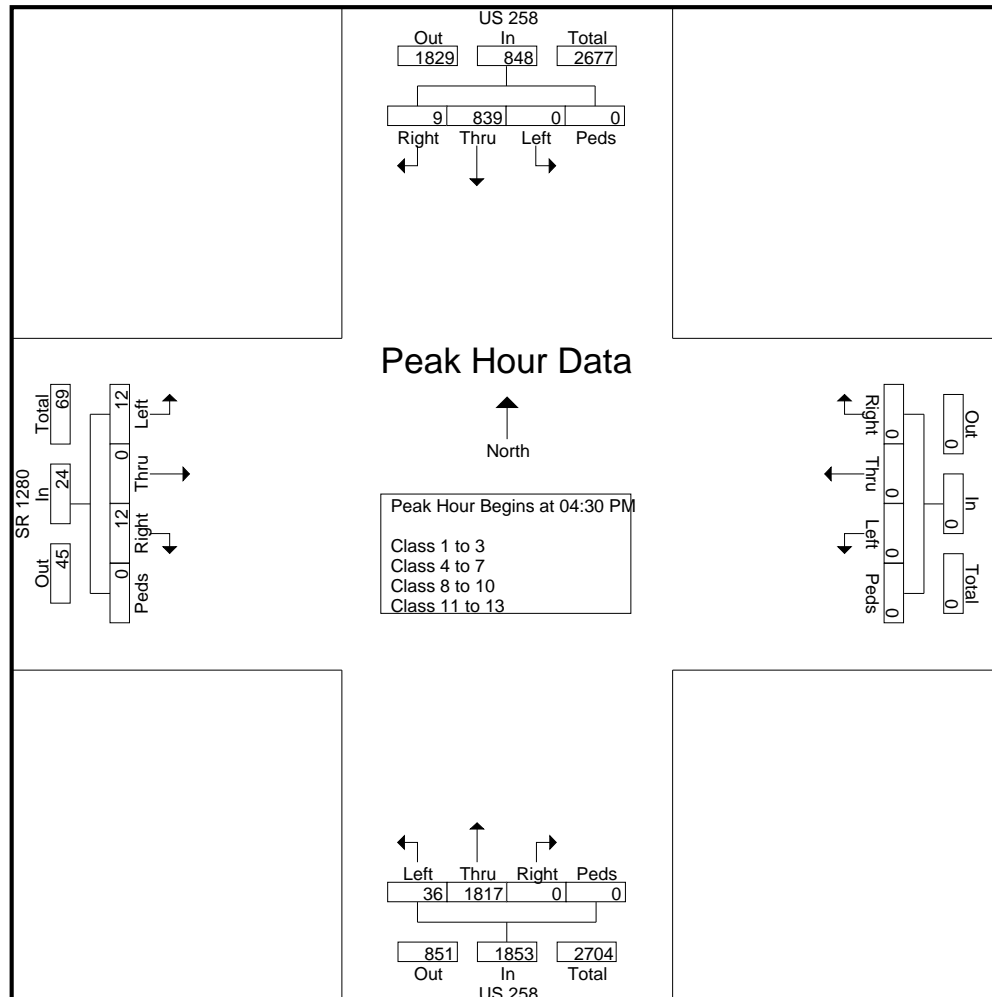 US 258
Out In Total
1829 848 2677
9 839 0 0
Right Thru Left Peds
Peak Hour Data
North
Peak Hour Begins at 04:30 PM
Class 1 to 3
Class 4 to 7
Class 8 to 10
Class 11 to 13
SR 1280
Total In Out
69 24 45
12 0 12 0
Left Thru Right Peds
Right Thru Left Peds
0 0 0 0
Out In Total
0 0 0
Left Thru Right Peds
36 1817 0 0
851 1853 2704
Out In Total
US 258